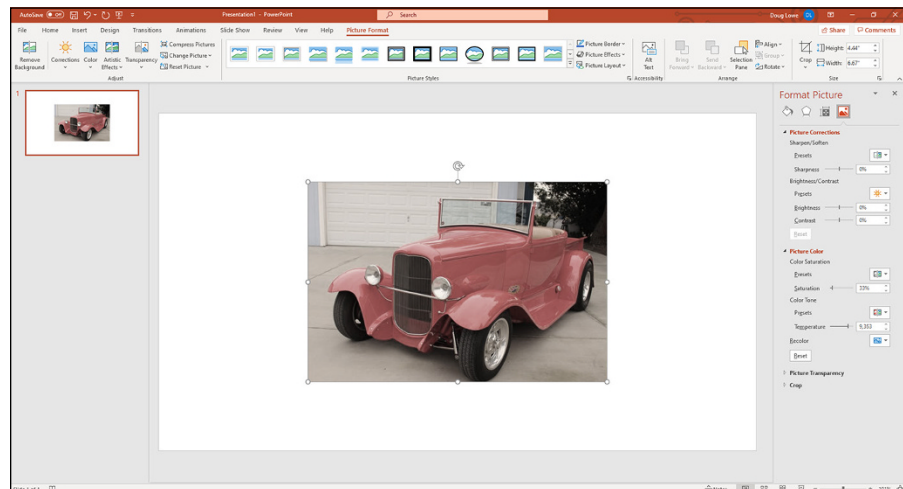 AutoSave Off Presentation1 - PowerPoint Search Doug Lowe DL
File Home Insert Design Transitions Animations Slide Show Review View Help Picture Format Share Comments
Remove Background
Corrections
Color
Artistic Effects
Transparency
Compress Pictures
Change Picture
Reset Picture
Picture Border
Picture Effects
Picture Layout
Alt Text
Bring Forward
Send Backward
Selection Pane
Align
Group
Rotate
Crop
Height: 4.44"
Width: 6.67"
Adjust Picture Styles Accessibility Arrange Size
1
Format Picture
Picture Corrections
Sharpen/Soften
Presets
Sharpness 0%
Brightness/Contrast
Presets
Brightness 0%
Contrast 0%
Reset
Picture Color
Color Saturation
Presets
Saturation 33%
Color Tone
Presets
Temperature 9,353
Recolor
Reset
Picture Transparency
Crop